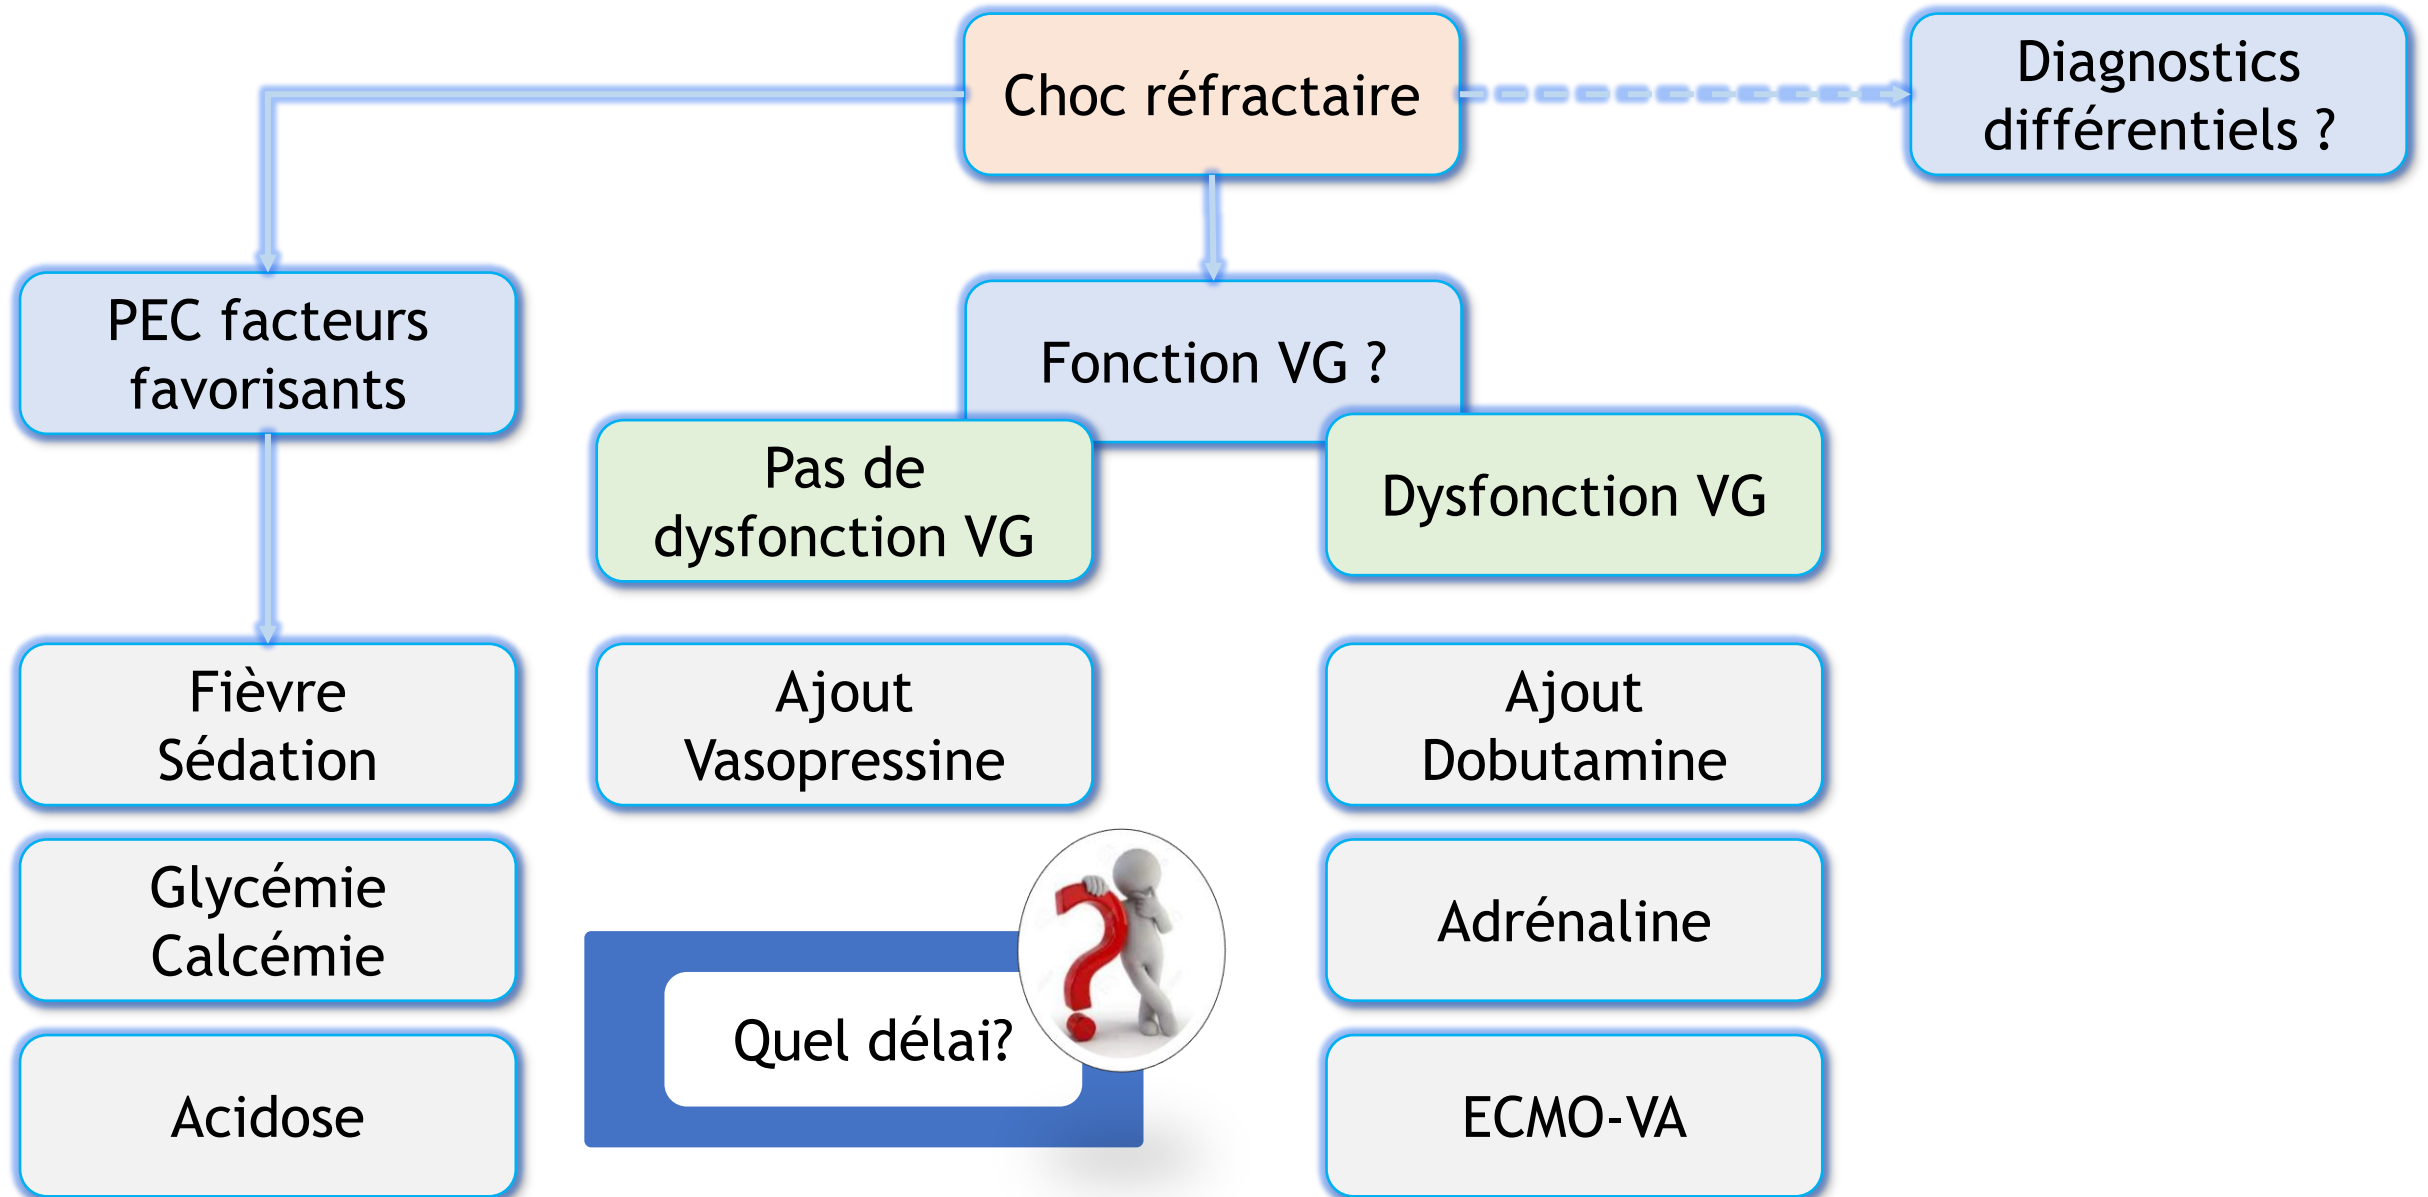 Choc réfractaire
Diagnostics
différentiels ?
PEC facteurs
favorisants
Fonction VG ?
Pas de
dysfonction VG
Dysfonction VG
Fièvre
Sédation
Ajout
Vasopressine
Ajout
Dobutamine
Glycémie
Calcémie
Adrénaline
Quel délai?
Acidose
ECMO-VA